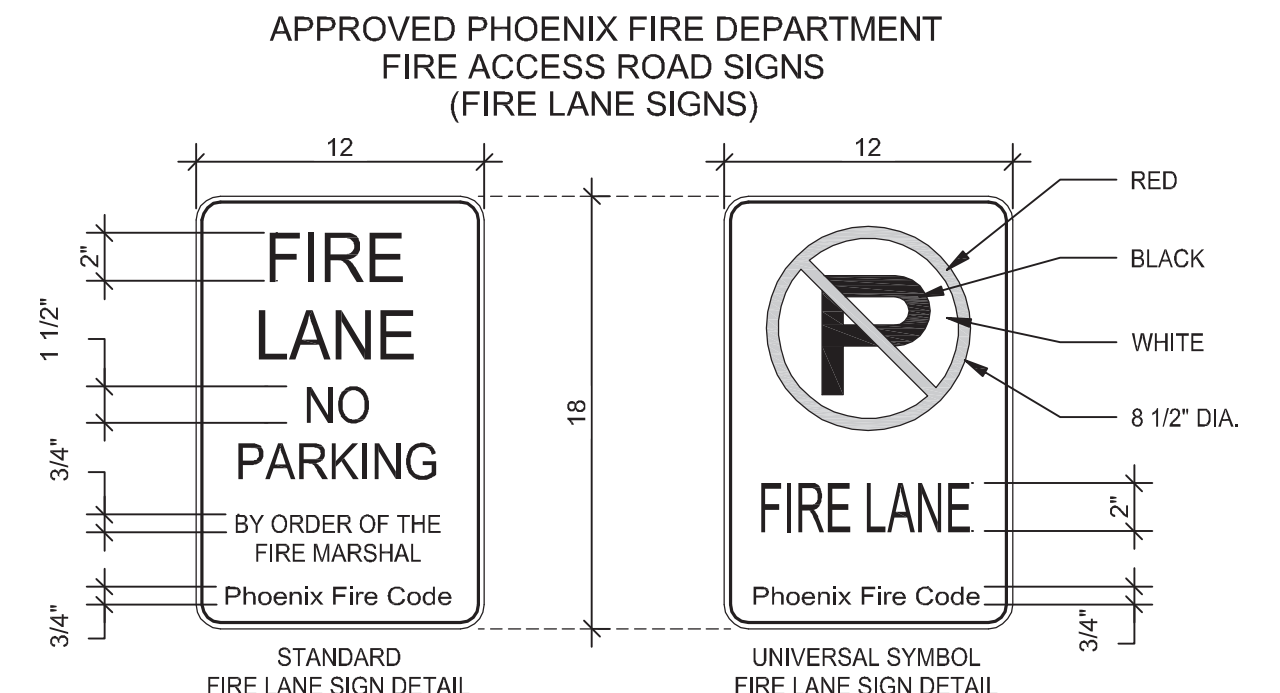 APPROVED PHOENIX FIRE DEPARTMENT
FIRE ACCESS ROAD SIGNS
(FIRE LANE SIGNS)
12
2"
1 1/2"
3/4"
3/4"
FIRE
LANE
NO
PARKING
BY ORDER OF THE
FIRE MARSHAL
Phoenix Fire Code
STANDARD
FIRE LANE SIGN DETAIL
18
12
P
RED
BLACK
WHITE
8 1/2" DIA.
FIRE LANE
2"
Phoenix Fire Code
3/4"
UNIVERSAL SYMBOL
FIRE LANE SIGN DETAIL